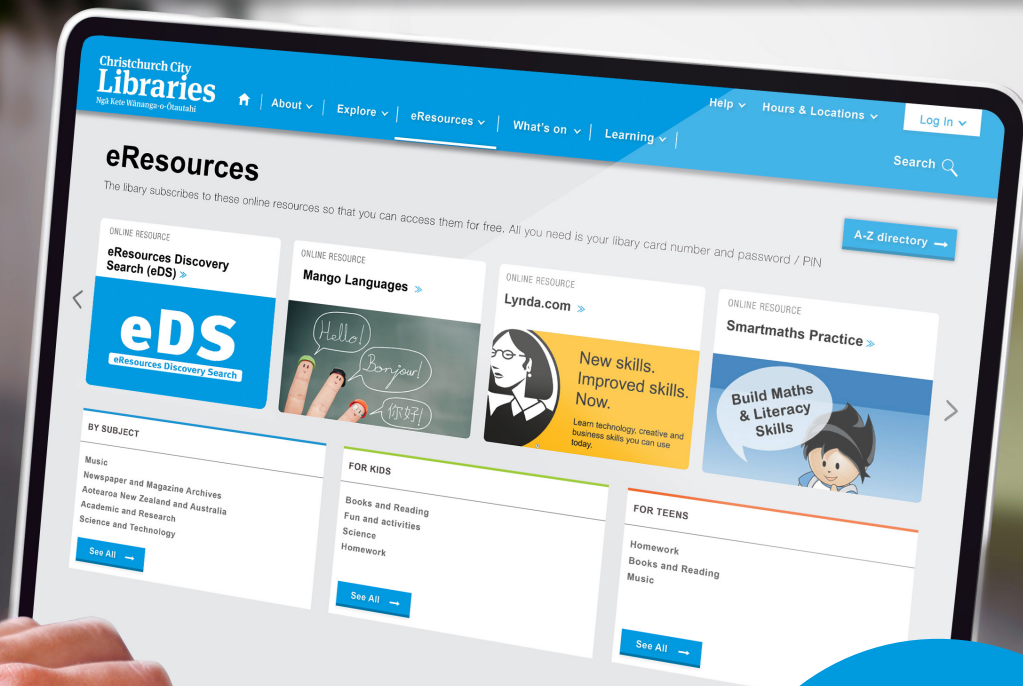 Christchurch City
Libraries
Ngā Kete Wānanga-o-Ōtautahi
About
Explore
eResources
What's on
Learning
Help
Hours & Locations
Log In
Search
eResources
The libary subscribes to these online resources so that you can access them for free. All you need is your libary card number and password / PIN
A-Z directory
ONLINE RESOURCE
eResources Discovery
Search (eDS)
eDS
eResources Discovery Search
ONLINE RESOURCE
Mango Languages
Hello!
Bonjour!
你好!
ONLINE RESOURCE
Lynda.com
New skills.
Improved skills.
Now.
Learn technology, creative and
business skills you can use
today.
ONLINE RESOURCE
Smartmaths Practice
Build Maths
& Literacy
Skills
BY SUBJECT
Music
Newspaper and Magazine Archives
Aotearoa New Zealand and Australia
Academic and Research
Science and Technology
See All
FOR KIDS
Books and Reading
Fun and activities
Science
Homework
See All
FOR TEENS
Homework
Books and Reading
Music
See All